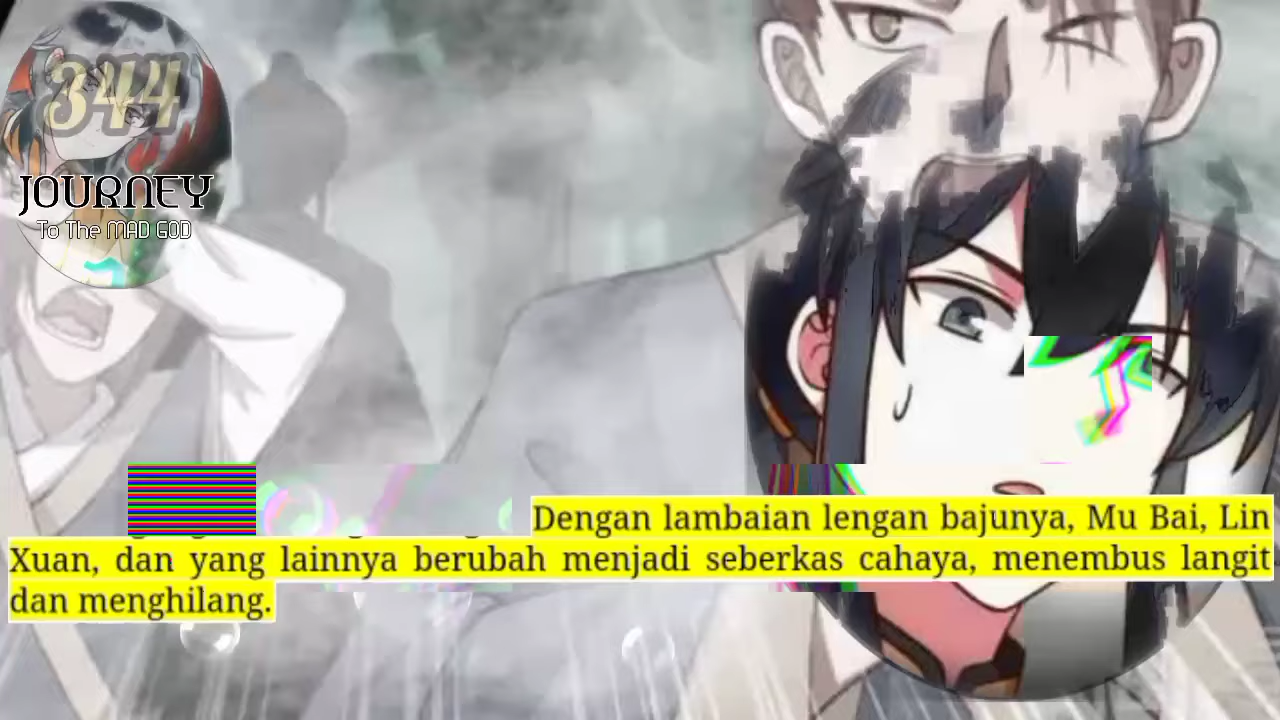 344
JOURNEY
To The MAD GOD
Dengan lambaian lengan bajunya, Mu Bai, Lin
Xuan, dan yang lainnya berubah menjadi seberkas cahaya, menembus langit
dan menghilang.